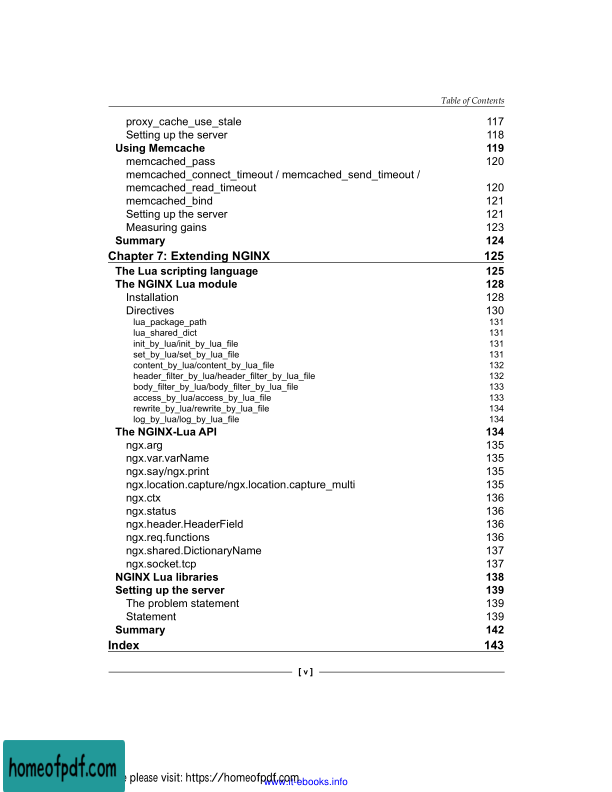 Table of Contents
proxy_cache_use_stale 117
Setting up the server 118
Using Memcache 119
memcached_pass 120
memcached_connect_timeout / memcached_send_timeout /
memcached_read_timeout 120
memcached_bind 121
Setting up the server 121
Measuring gains 123
Summary 124
Chapter 7: Extending NGINX 125
The Lua scripting language 125
The NGINX Lua module 128
Installation 128
Directives 130
lua_package_path 131
lua_shared_dict 131
init_by_lua/init_by_lua_file 131
set_by_lua/set_by_lua_file 131
content_by_lua/content_by_lua_file 132
header_filter_by_lua/header_filter_by_lua_file 132
body_filter_by_lua/body_filter_by_lua_file 133
access_by_lua/access_by_lua_file 133
rewrite_by_lua/rewrite_by_lua_file 134
log_by_lua/log_by_lua_file 134
The NGINX-Lua API 134
ngx.arg 135
ngx.var.varName 135
ngx.say/ngx.print 135
ngx.location.capture/ngx.location.capture_multi 135
ngx.ctx 136
ngx.status 136
ngx.header.HeaderField 136
ngx.req.functions 136
ngx.shared.DictionaryName 137
ngx.socket.tcp 137
NGINX Lua libraries 138
Setting up the server 139
The problem statement 139
Statement 139
Summary 142
Index 143
[ v ]
homeofpdf.com
please visit: https://homeofpdf.com
www.it-ebooks.info